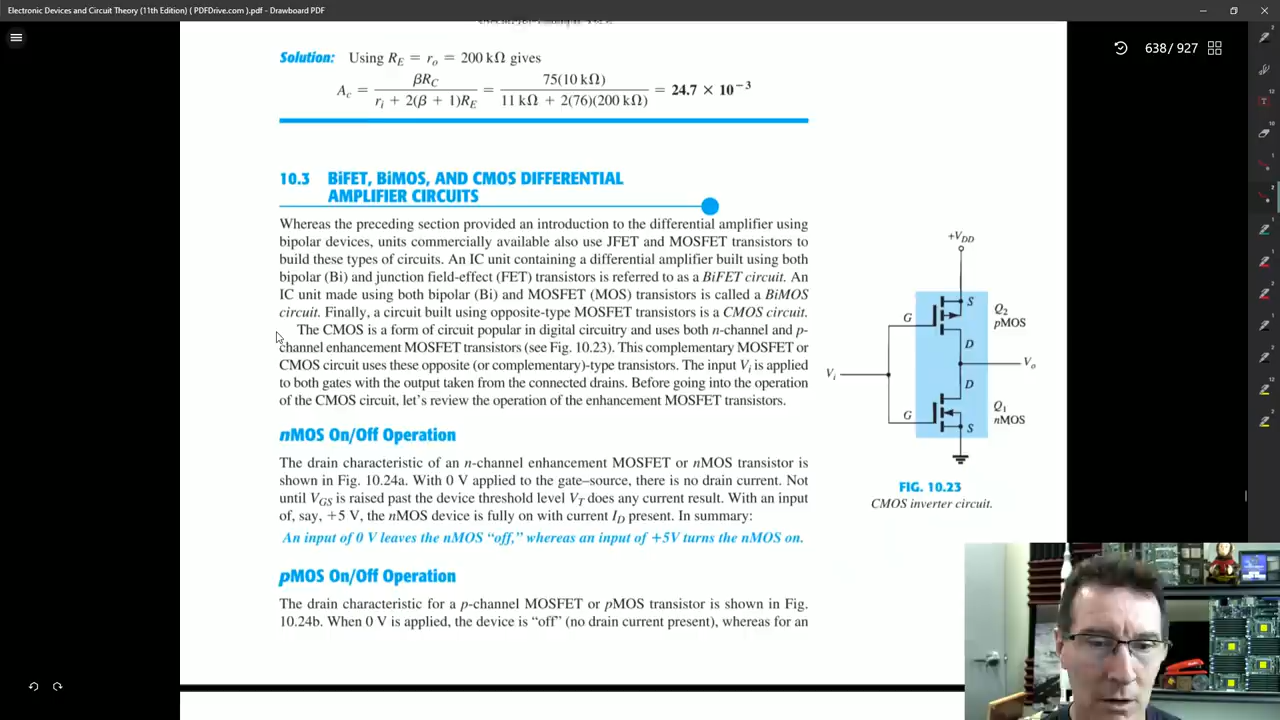 Electronic Devices and Circuit Theory (11th Edition) ( PDFDrive.com ).pdf - Drawboard PDF
638 / 927
Solution: Using R_E = r_o = 200 kΩ gives
A_c = βR_C / (r_i + 2(β + 1)R_E) = 75(10 kΩ) / (11 kΩ + 2(76)(200 kΩ)) = 24.7 × 10⁻³
10.3 BiFET, BiMOS, AND CMOS DIFFERENTIAL
AMPLIFIER CIRCUITS
Whereas the preceding section provided an introduction to the differential amplifier using
bipolar devices, units commercially available also use JFET and MOSFET transistors to
build these types of circuits. An IC unit containing a differential amplifier built using both
bipolar (Bi) and junction field-effect (FET) transistors is referred to as a BiFET circuit. An
IC unit made using both bipolar (Bi) and MOSFET (MOS) transistors is called a BiMOS
circuit. Finally, a circuit built using opposite-type MOSFET transistors is a CMOS circuit.
The CMOS is a form of circuit popular in digital circuitry and uses both n-channel and p-
channel enhancement MOSFET transistors (see Fig. 10.23). This complementary MOSFET or
CMOS circuit uses these opposite (or complementary)-type transistors. The input V_i is applied
to both gates with the output taken from the connected drains. Before going into the operation
of the CMOS circuit, let's review the operation of the enhancement MOSFET transistors.
nMOS On/Off Operation
The drain characteristic of an n-channel enhancement MOSFET or nMOS transistor is
shown in Fig. 10.24a. With 0 V applied to the gate–source, there is no drain current. Not
until V_GS is raised past the device threshold level V_T does any current result. With an input
of, say, +5 V, the nMOS device is fully on with current I_D present. In summary:
An input of 0 V leaves the nMOS “off,” whereas an input of +5V turns the nMOS on.
pMOS On/Off Operation
The drain characteristic for a p-channel MOSFET or pMOS transistor is shown in Fig.
10.24b. When 0 V is applied, the device is “off” (no drain current present), whereas for an
+V_DD
S
Q₂
G
pMOS
D
V_i
V_o
D
Q₁
G
nMOS
S
FIG. 10.23
CMOS inverter circuit.